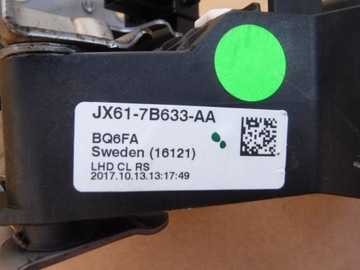 JX61-7B633-AA
BQ6FA
Sweden (16121)
LHD CL RS
2017.10.13.13:17:49